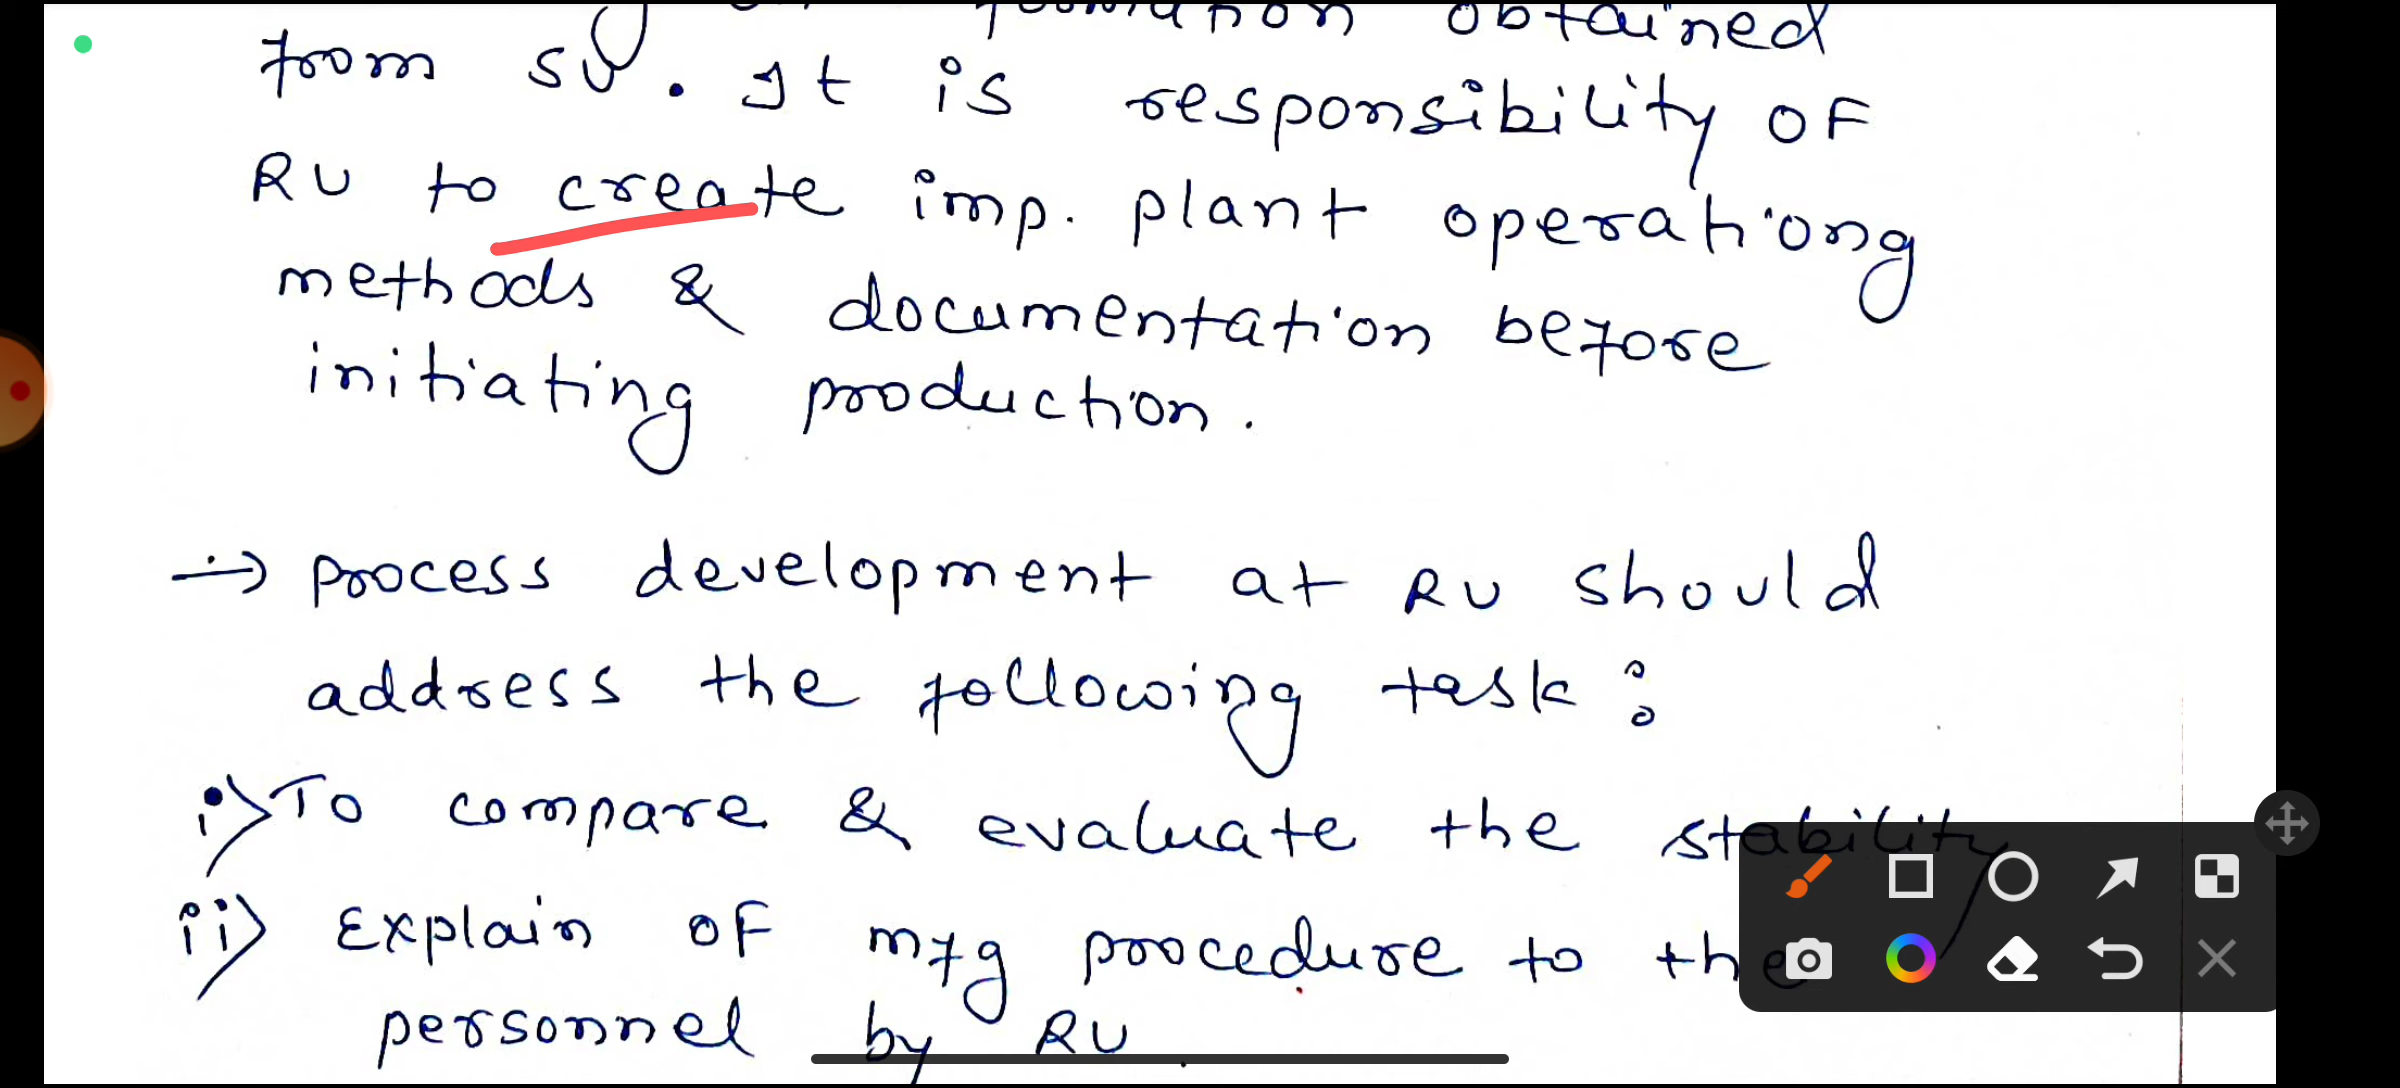 obtained
from SU. It is responsibility OF
RU to create imp. plant operationg
methods & documentation before
initiating production.
→ process development at RU should
address the following task :
i) To compare & evaluate the stability
ii) Explain OF mfg procedure to the
personnel by RU.